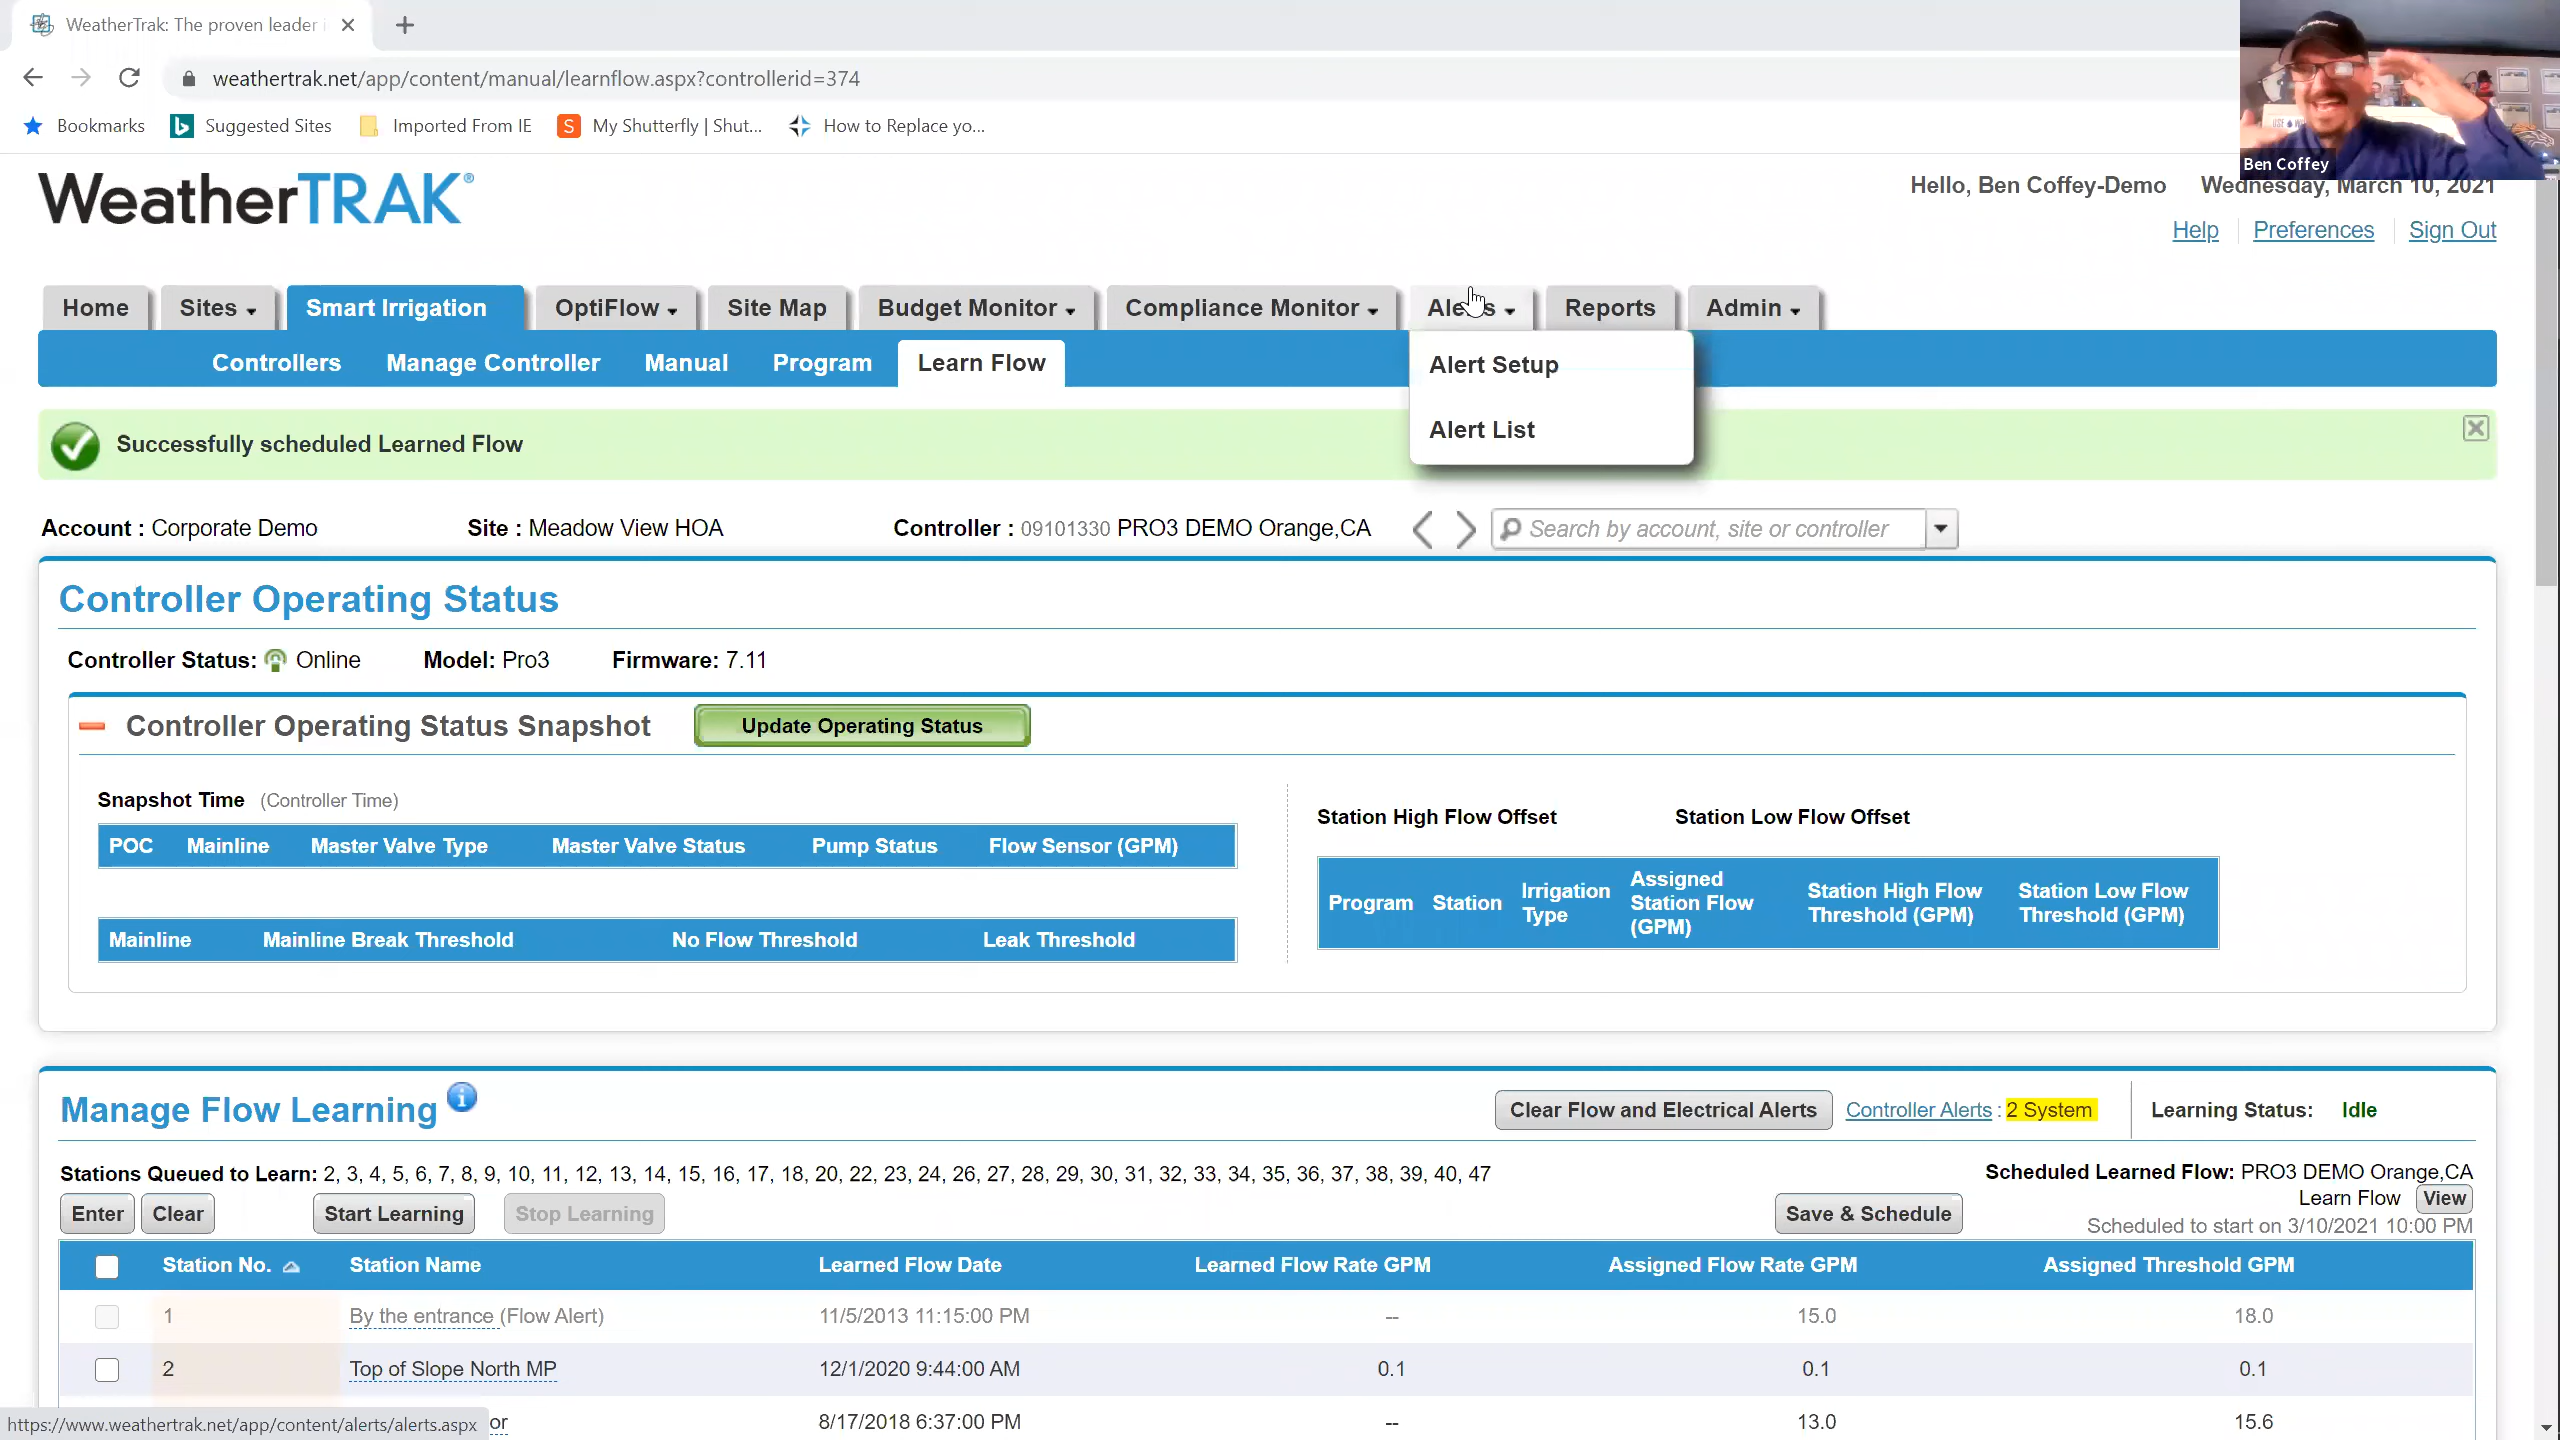 WeatherTrak: The proven leader i
weathertrak.net/app/content/manual/learnflow.aspx?controllerid=374
Bookmarks Suggested Sites Imported From IE My Shutterfly | Shut... How to Replace yo...
Ben Coffey
WeatherTRAK®
Hello, Ben Coffey-Demo Wednesday, March 10, 2021
Help Preferences Sign Out
Home Sites Smart Irrigation OptiFlow Site Map Budget Monitor Compliance Monitor Alerts Reports Admin
Controllers Manage Controller Manual Program Learn Flow
Alert Setup
Alert List
Successfully scheduled Learned Flow
Account : Corporate Demo Site : Meadow View HOA Controller : 09101330 PRO3 DEMO Orange,CA Search by account, site or controller
Controller Operating Status
Controller Status: Online Model: Pro3 Firmware: 7.11
Controller Operating Status Snapshot Update Operating Status
Snapshot Time (Controller Time)
POC Mainline Master Valve Type Master Valve Status Pump Status Flow Sensor (GPM)
Mainline Mainline Break Threshold No Flow Threshold Leak Threshold
Station High Flow Offset Station Low Flow Offset
Program Station Irrigation Type Assigned Station Flow (GPM) Station High Flow Threshold (GPM) Station Low Flow Threshold (GPM)
Manage Flow Learning
Clear Flow and Electrical Alerts Controller Alerts : 2 System Learning Status: Idle
Stations Queued to Learn: 2, 3, 4, 5, 6, 7, 8, 9, 10, 11, 12, 13, 14, 15, 16, 17, 18, 20, 22, 23, 24, 26, 27, 28, 29, 30, 31, 32, 33, 34, 35, 36, 37, 38, 39, 40, 47
Scheduled Learned Flow: PRO3 DEMO Orange,CA
Learn Flow View
Scheduled to start on 3/10/2021 10:00 PM
Enter Clear Start Learning Stop Learning Save & Schedule
Station No. Station Name Learned Flow Date Learned Flow Rate GPM Assigned Flow Rate GPM Assigned Threshold GPM
1 By the entrance (Flow Alert) 11/5/2013 11:15:00 PM -- 15.0 18.0
2 Top of Slope North MP 12/1/2020 9:44:00 AM 0.1 0.1 0.1
or 8/17/2018 6:37:00 PM -- 13.0 15.6
https://www.weathertrak.net/app/content/alerts/alerts.aspx